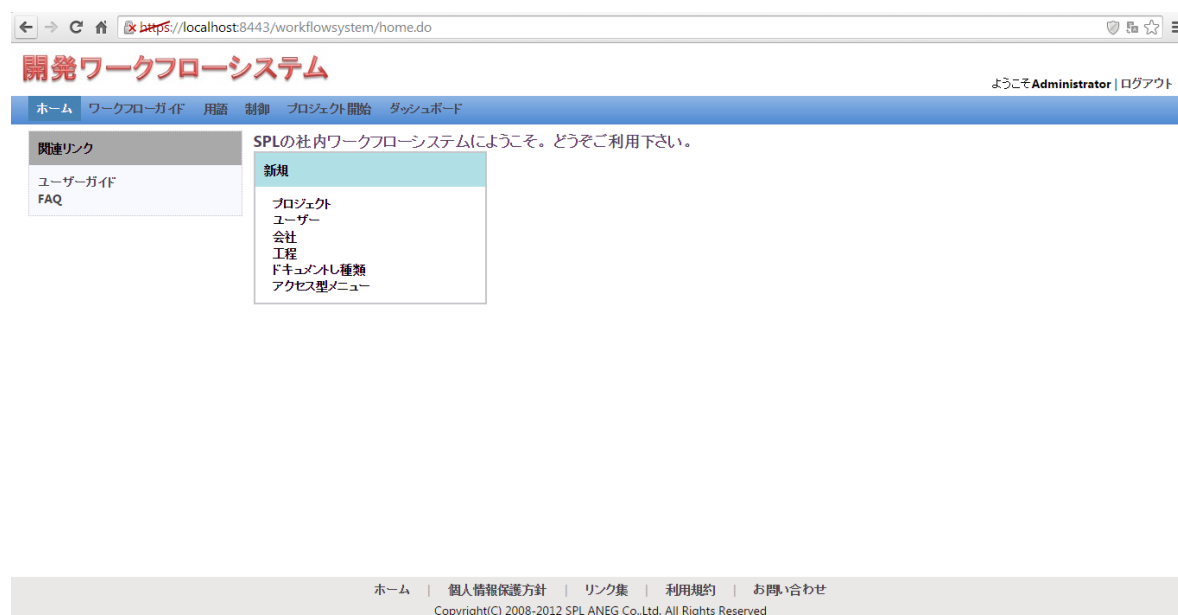 https://localhost:8443/workflowsystem/home.do
開発ワークフローシステム
ようこそAdministrator | ログアウト
ホーム ワークフローガイド 用語 制御 プロジェクト開始 ダッシュボード
関連リンク
ユーザーガイド
FAQ
SPLの社内ワークフローシステムにようこそ。どうぞご利用下さい。
新規
プロジェクト
ユーザー
会社
工程
ドキュメントし種類
アクセス型メニュー
ホーム | 個人情報保護方針 | リンク集 | 利用規約 | お問い合わせ
Copyright(C) 2008-2012 SPL ANEG Co.,Ltd. All Rights Reserved